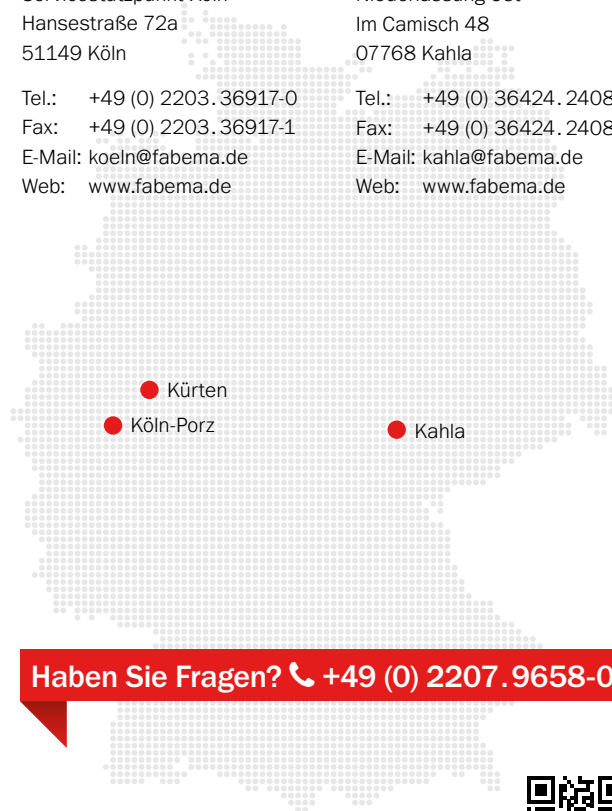 Hansestraße 72a
51149 Köln
Tel.: +49 (0) 2203.36917-0
Fax: +49 (0) 2203.36917-1
E-Mail: koeln@fabema.de
Web: www.fabema.de
Im Camisch 48
07768 Kahla
Tel.: +49 (0) 36424.2408
Fax: +49 (0) 36424.2408
E-Mail: kahla@fabema.de
Web: www.fabema.de
Kürten
Köln-Porz
Kahla
Haben Sie Fragen? +49 (0) 2207.9658-0